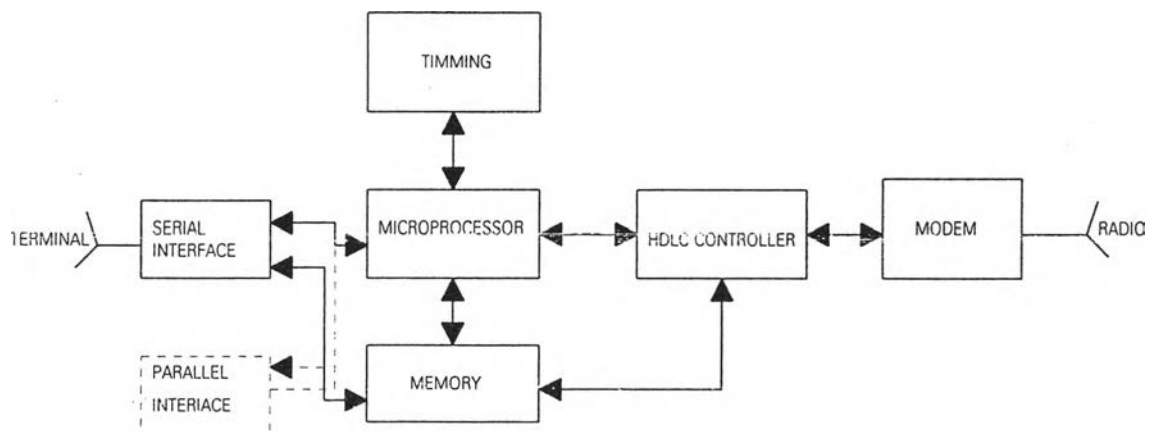 TIMMING
TERMINAL
SERIAL
INTERFACE
MICROPROCESSOR
HDLC CONTROLLER
MODEM
RADIO
PARALLEL
INTERIACE
MEMORY